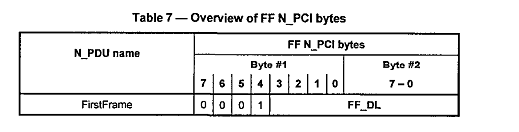 Table 7 — Overview of FF N_PCI bytes
N_PDU name
FF N_PCI bytes
Byte #1
Byte #2
7 6 5 4 3 2 1 0
7 – 0
FirstFrame 0 0 0 1 FF_DL